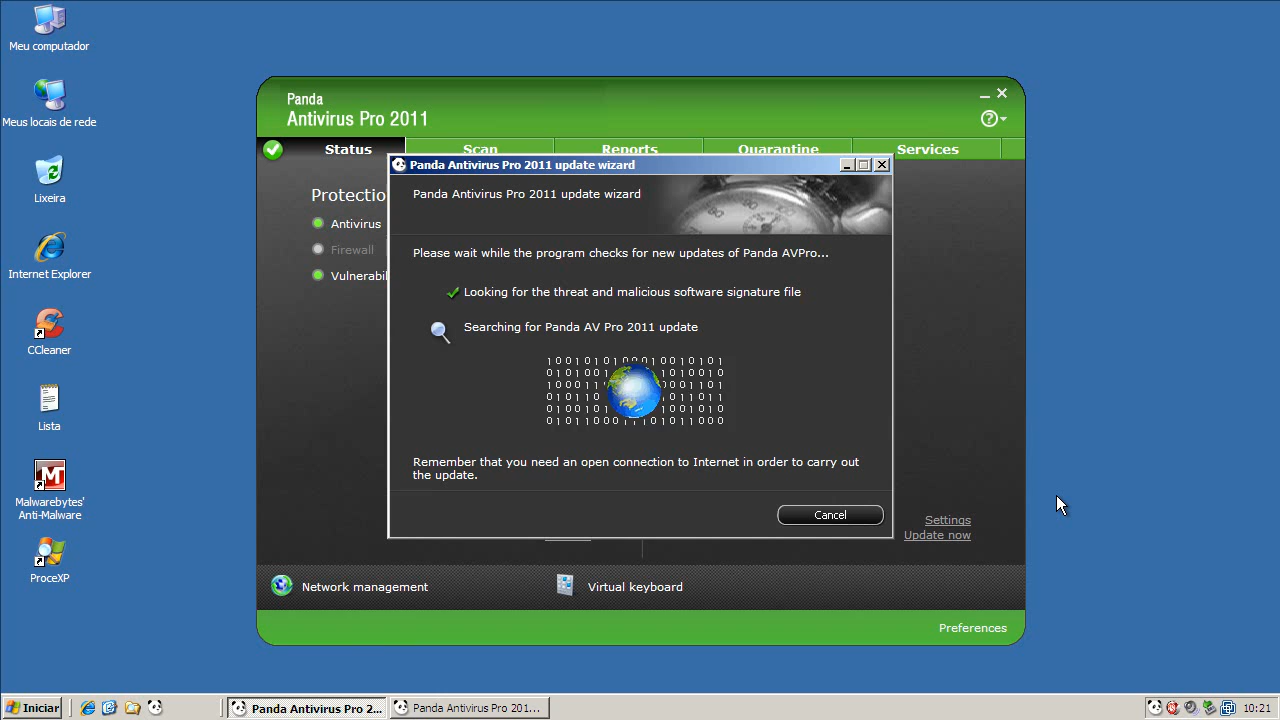 Meu computador
Meus locais de rede
Lixeira
Internet Explorer
CCleaner
Lista
Malwarebytes'
Anti-Malware
ProceXP
Panda
Antivirus Pro 2011
Status
Scan
Reports
Quarantine
Services
Protectio
Antivirus
Firewall
Vulnerabil
Panda Antivirus Pro 2011 update wizard
Panda Antivirus Pro 2011 update wizard
Please wait while the program checks for new updates of Panda AVPro...
Looking for the threat and malicious software signature file
Searching for Panda AV Pro 2011 update
Remember that you need an open connection to Internet in order to carry out
the update.
Cancel
Settings
Update now
Network management
Virtual keyboard
Preferences
Iniciar
Panda Antivirus Pro 2...
Panda Antivirus Pro 201...
10:21